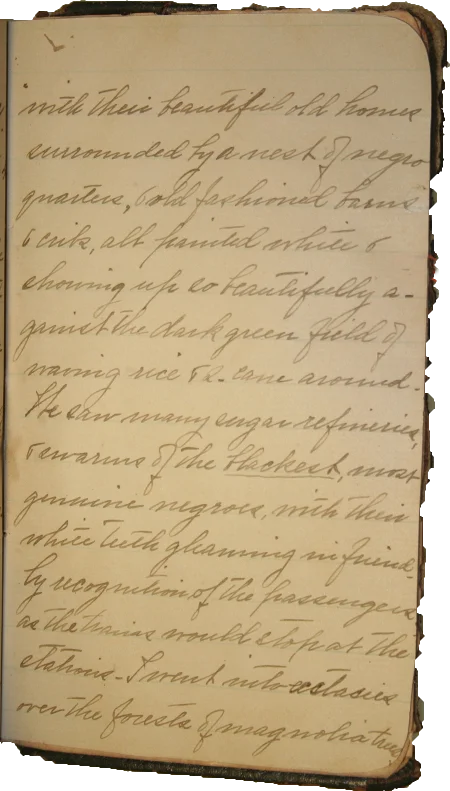 with their beautiful old homes
surrounded by a nest of negro
quarters, & old fashioned barns
& cribs, all painted white &
showing up so beautifully a-
gainst the dark green field of
waving rice & s. cane around.
We saw many sugar refineries,
& swarms of the blackest, most
genuine negroes, with their
white teeth gleaming in friend-
ly recognition of the passengers
as the trains would stop at the
stations - I went into extacies
over the forests of magnolia trees,